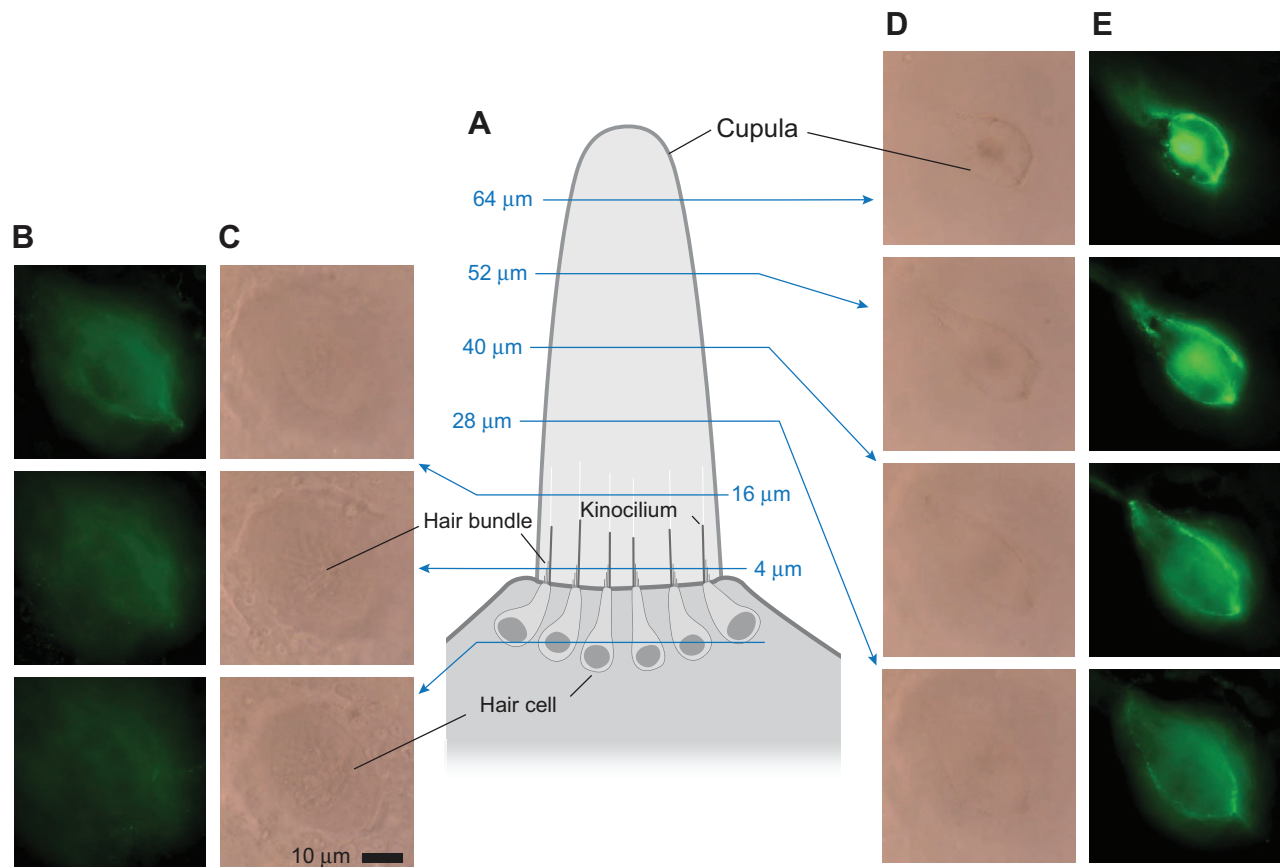 D
E
A
Cupula
64 μm
B
C
52 μm
40 μm
28 μm
16 μm
Kinocilium
Hair bundle
4 μm
Hair cell
10 μm